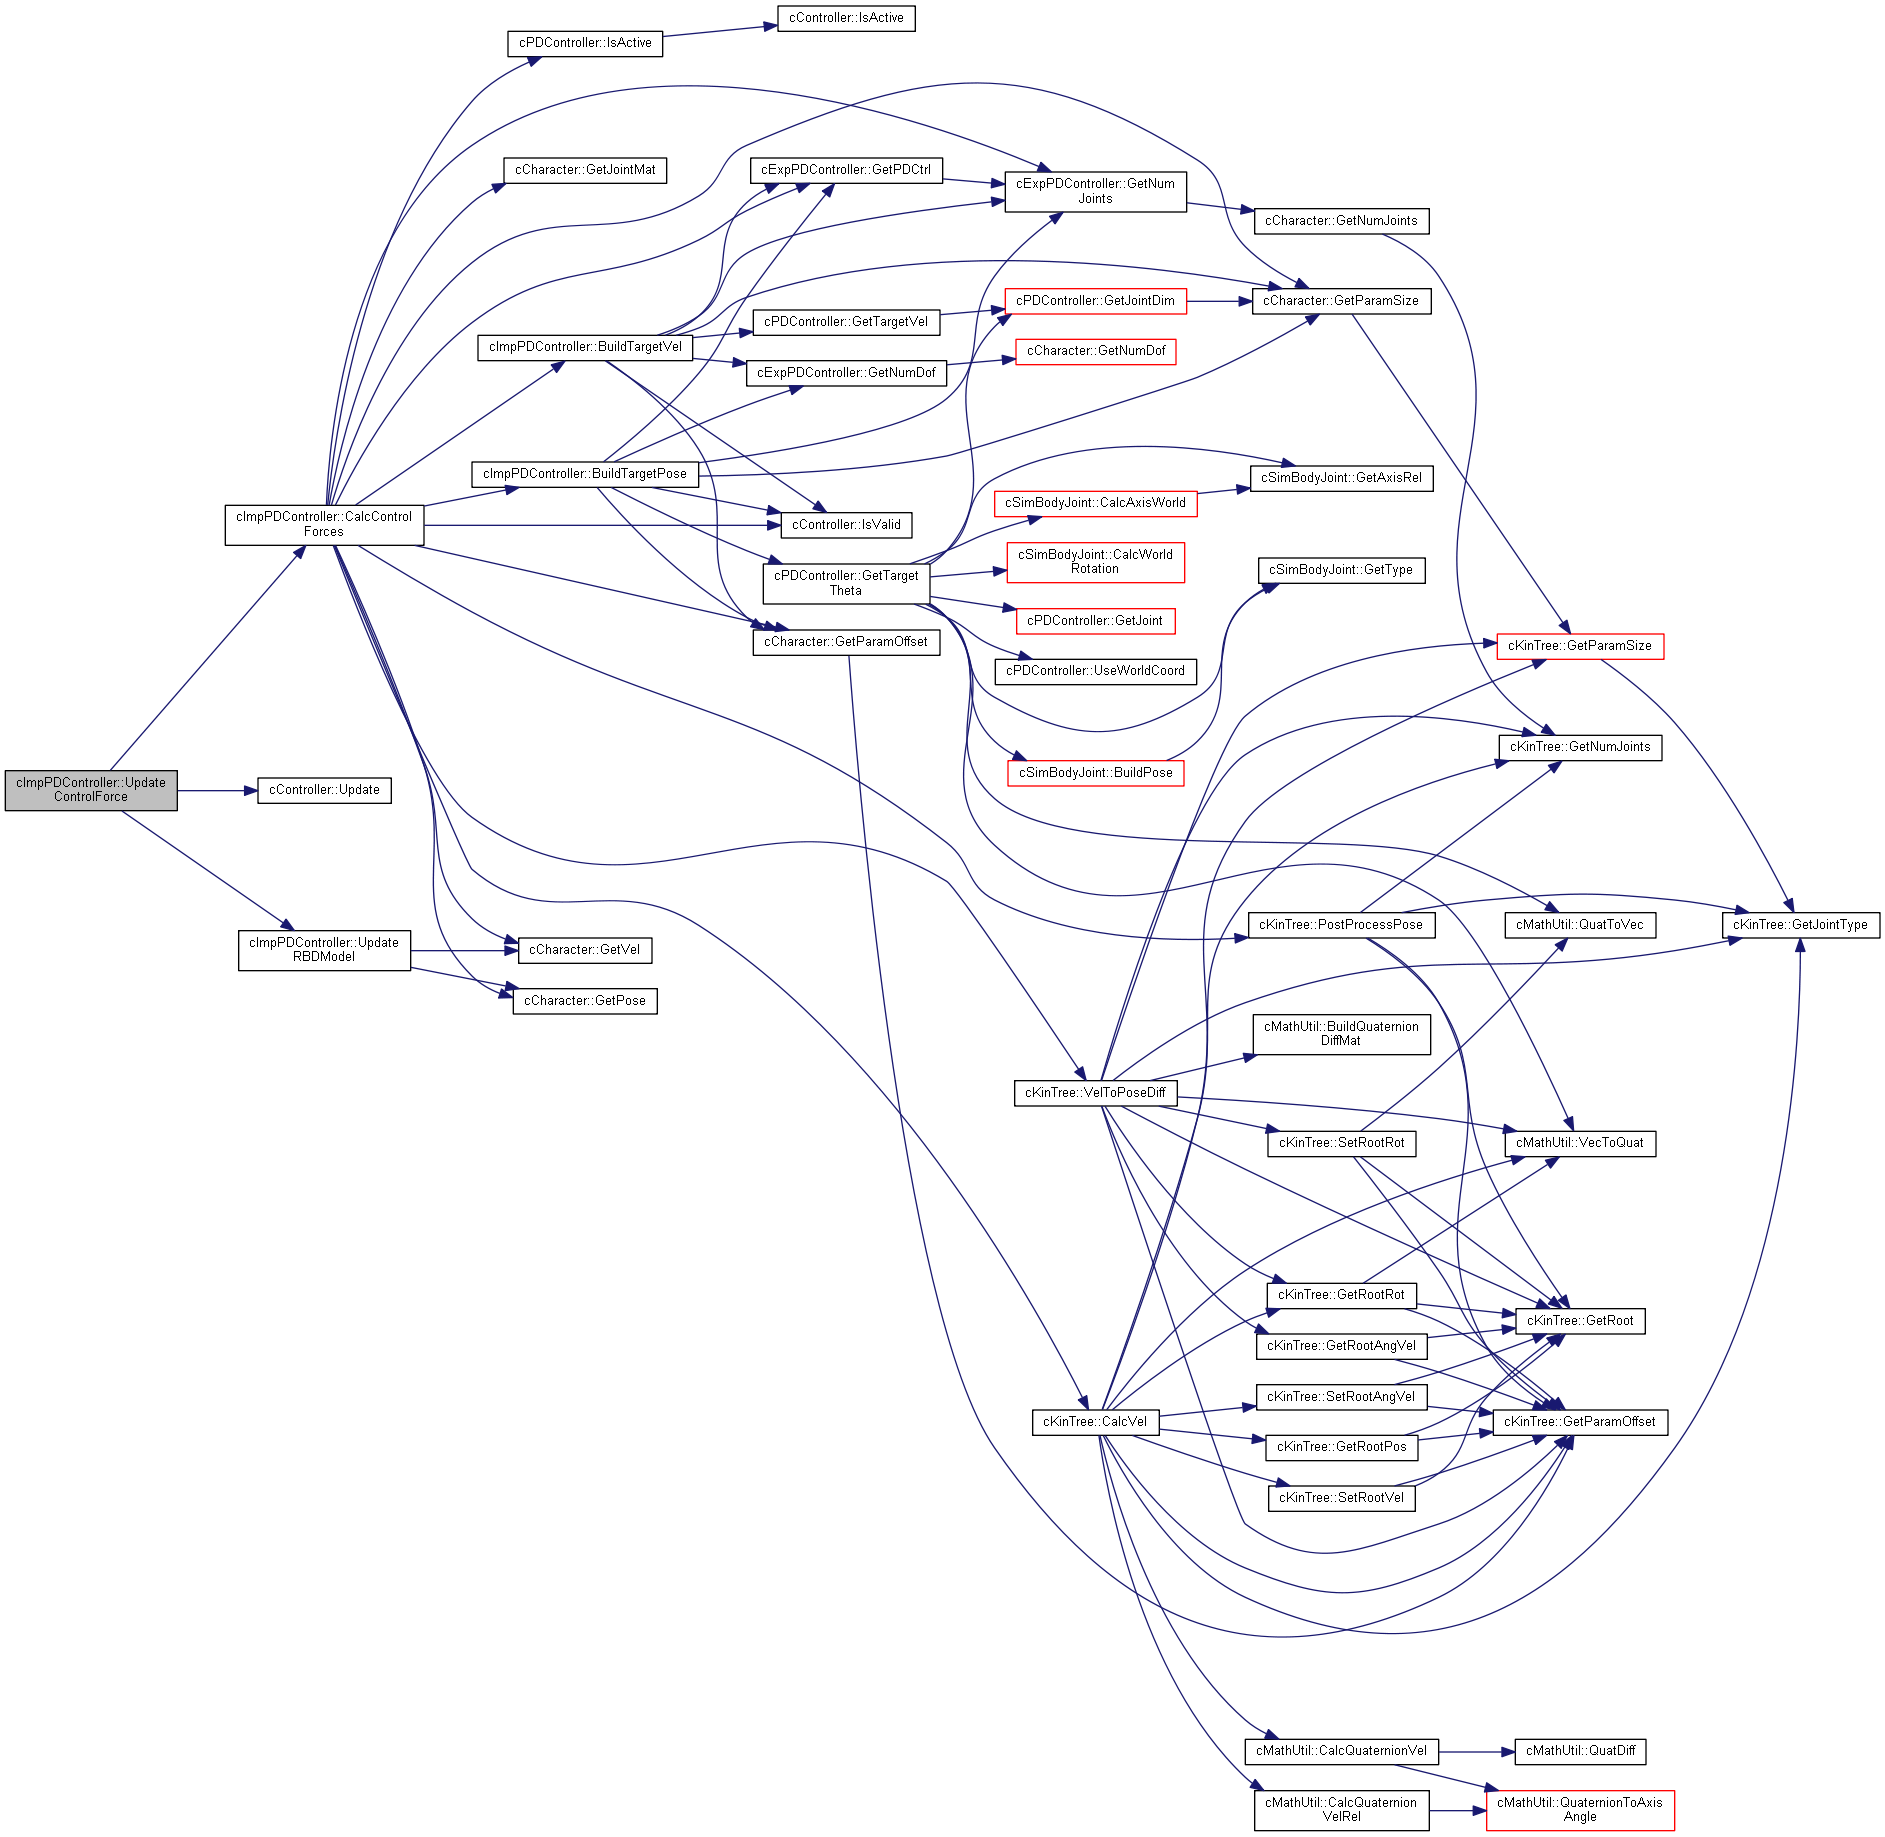 cController::IsActive
cPDController::IsActive
cCharacter::GetJointMat
cExpPDController::GetPDCtrl
cExpPDController::GetNum
Joints
cCharacter::GetNumJoints
cPDController::GetJointDim
cCharacter::GetParamSize
cPDController::GetTargetVel
cImpPDController::BuildTargetVel
cCharacter::GetNumDof
cExpPDController::GetNumDof
cImpPDController::BuildTargetPose
cSimBodyJoint::GetAxisRel
cSimBodyJoint::CalcAxisWorld
cImpPDController::CalcControl
Forces
cController::IsValid
cSimBodyJoint::CalcWorld
Rotation
cSimBodyJoint::GetType
cPDController::GetTarget
Theta
cPDController::GetJoint
cCharacter::GetParamOffset
cKinTree::GetParamSize
cPDController::UseWorldCoord
cKinTree::GetNumJoints
cSimBodyJoint::BuildPose
cImpPDController::Update
ControlForce
cController::Update
cKinTree::PostProcessPose
cMathUtil::QuatToVec
cKinTree::GetJointType
cImpPDController::Update
RBDModel
cCharacter::GetVel
cCharacter::GetPose
cMathUtil::BuildQuaternion
DiffMat
cKinTree::VelToPoseDiff
cKinTree::SetRootRot
cMathUtil::VecToQuat
cKinTree::GetRootRot
cKinTree::GetRoot
cKinTree::GetRootAngVel
cKinTree::SetRootAngVel
cKinTree::CalcVel
cKinTree::GetParamOffset
cKinTree::GetRootPos
cKinTree::SetRootVel
cMathUtil::CalcQuaternionVel
cMathUtil::QuatDiff
cMathUtil::CalcQuaternion
VelRel
cMathUtil::QuaternionToAxis
Angle